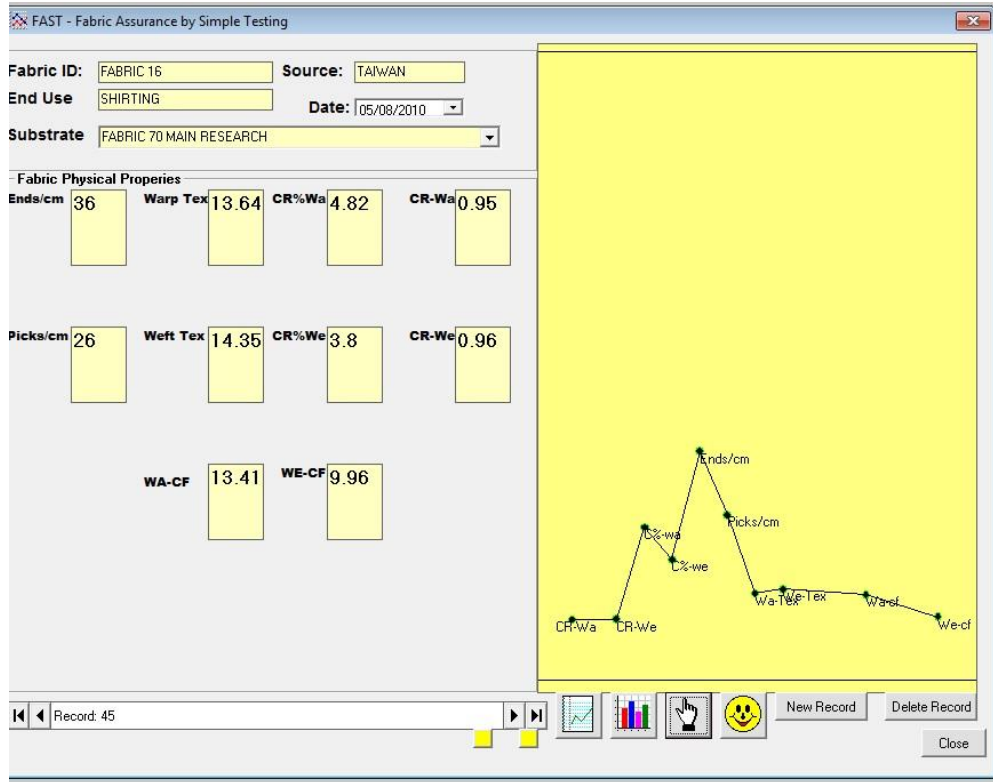 FAST - Fabric Assurance by Simple Testing
Fabric ID: FABRIC 16 Source: TAIWAN
End Use SHIRTING Date: 05/08/2010
Substrate FABRIC 70 MAIN RESEARCH
Fabric Physical Properies
Ends/cm 36 Warp Tex 13.64 CR%Wa 4.82 CR-Wa 0.95
Picks/cm 26 Weft Tex 14.35 CR%We 3.8 CR-We 0.96
WA-CF 13.41 WE-CF 9.96
Ends/cm
Picks/cm
C%-wa
C%-we
Wa-Tex We-Tex Wa-cf
CR-Wa CR-We We-cf
Record: 45 New Record Delete Record
Close